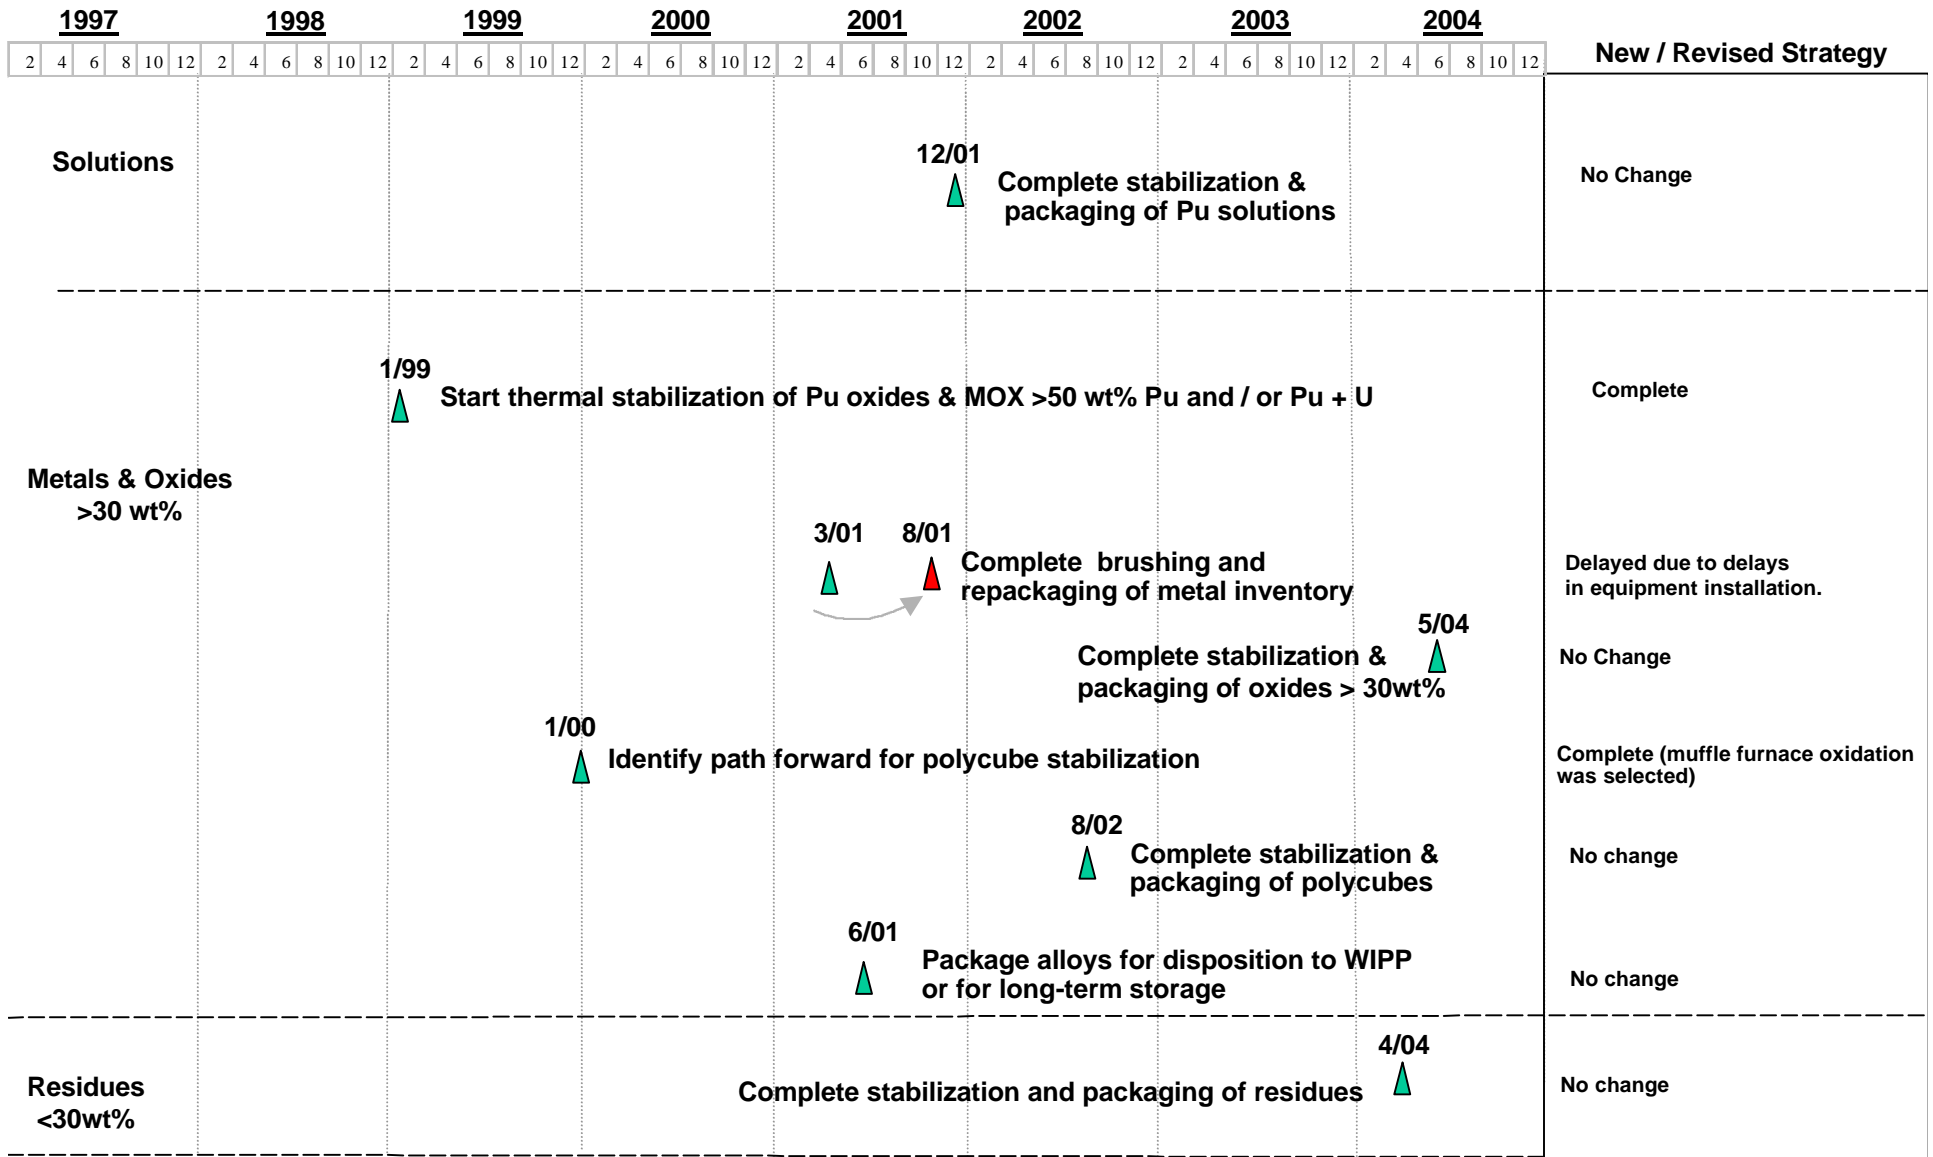 1997 1998 1999 2000 2001 2002 2003 2004
2 4 6 8 10 12 2 4 6 8 10 12 2 4 6 8 10 12 2 4 6 8 10 12 2 4 6 8 10 12 2 4 6 8 10 12 2 4 6 8 10 12 2 4 6 8 10 12
New / Revised Strategy
Solutions
12/01
Complete stabilization &
packaging of Pu solutions
No Change
1/99
Start thermal stabilization of Pu oxides & MOX >50 wt% Pu and / or Pu + U
Complete
Metals & Oxides
>30 wt%
3/01 8/01
Complete brushing and
repackaging of metal inventory
Delayed due to delays
in equipment installation.
5/04
Complete stabilization &
packaging of oxides > 30wt%
No Change
1/00
Identify path forward for polycube stabilization
Complete (muffle furnace oxidation
was selected)
8/02
Complete stabilization &
packaging of polycubes
No change
6/01
Package alloys for disposition to WIPP
or for long-term storage
No change
4/04
Residues
<30wt%
Complete stabilization and packaging of residues
No change